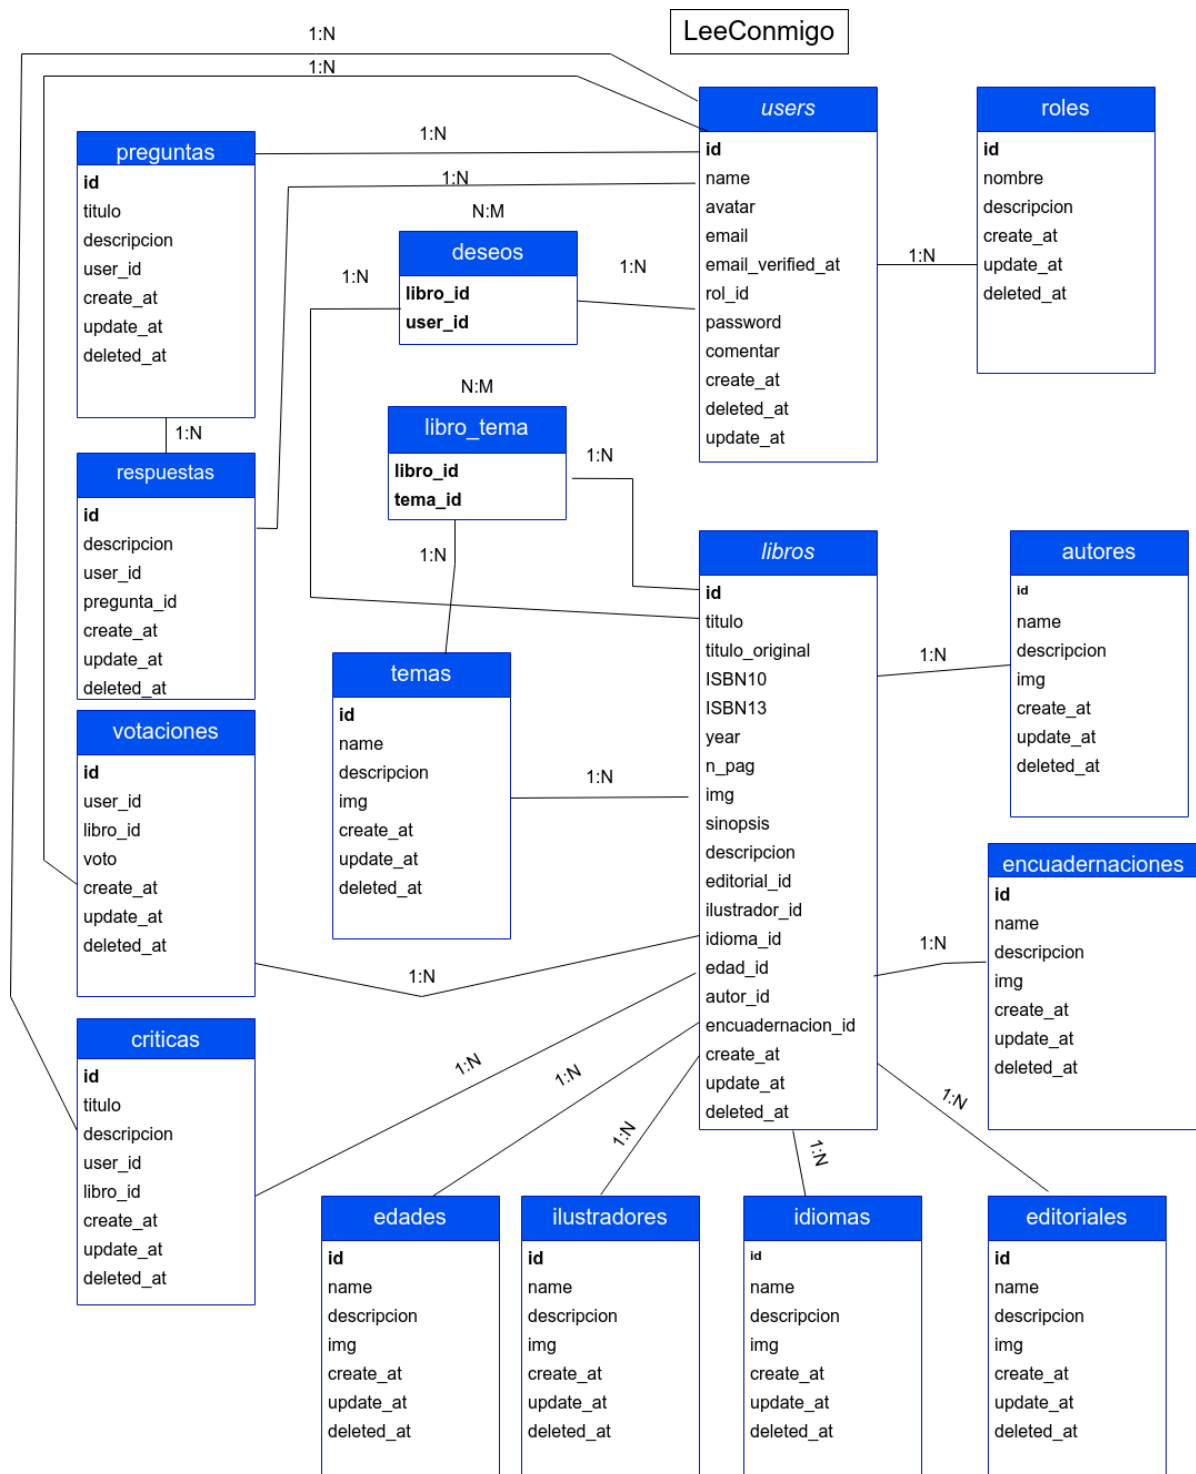 LeeConmigo
1:N
1:N
users
id
name
avatar
email
email_verified_at
rol_id
password
comentar
create_at
deleted_at
update_at
roles
id
nombre
descripcion
create_at
update_at
deleted_at
1:N
preguntas
id
titulo
descripcion
user_id
create_at
update_at
deleted_at
1:N
1:N
N:M
deseos
libro_id
user_id
1:N
1:N
N:M
libro_tema
libro_id
tema_id
1:N
1:N
1:N
respuestas
id
descripcion
user_id
pregunta_id
create_at
update_at
deleted_at
libros
id
titulo
titulo_original
ISBN10
ISBN13
year
n_pag
img
sinopsis
descripcion
editorial_id
ilustrador_id
idioma_id
edad_id
autor_id
encuadernacion_id
create_at
update_at
deleted_at
autores
id
name
descripcion
img
create_at
update_at
deleted_at
1:N
temas
id
name
descripcion
img
create_at
update_at
deleted_at
1:N
votaciones
id
user_id
libro_id
voto
create_at
update_at
deleted_at
1:N
encuadernaciones
id
name
descripcion
img
create_at
update_at
deleted_at
1:N
criticas
id
titulo
descripcion
user_id
libro_id
create_at
update_at
deleted_at
1:N
1:N
1:N
1:N
1:N
edades
id
name
descripcion
img
create_at
update_at
deleted_at
ilustradores
id
name
descripcion
img
create_at
update_at
deleted_at
idiomas
id
name
descripcion
img
create_at
update_at
deleted_at
editoriales
id
name
descripcion
img
create_at
update_at
deleted_at